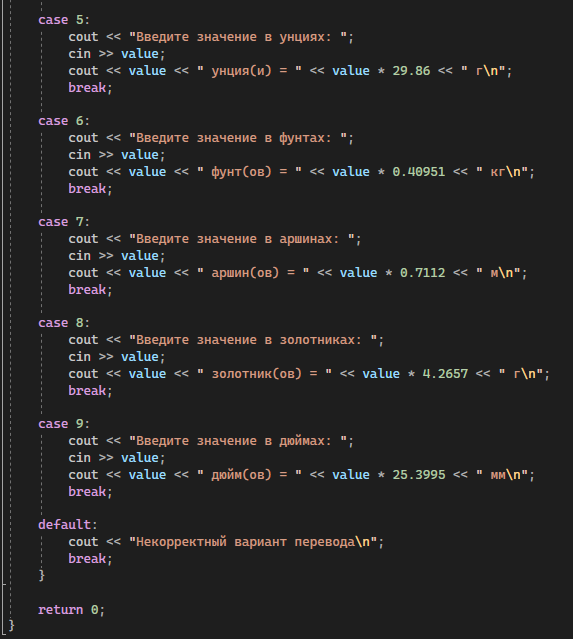 case 5:
cout << "Введите значение в унциях: ";
cin >> value;
cout << value << " унция(и) = " << value * 29.86 << " г\n";
break;
case 6:
cout << "Введите значение в фунтах: ";
cin >> value;
cout << value << " фунт(ов) = " << value * 0.40951 << " кг\n";
break;
case 7:
cout << "Введите значение в аршинах: ";
cin >> value;
cout << value << " аршин(ов) = " << value * 0.7112 << " м\n";
break;
case 8:
cout << "Введите значение в золотниках: ";
cin >> value;
cout << value << " золотник(ов) = " << value * 4.2657 << " г\n";
break;
case 9:
cout << "Введите значение в дюймах: ";
cin >> value;
cout << value << " дюйм(ов) = " << value * 25.3995 << " мм\n";
break;
default:
cout << "Некорректный вариант перевода\n";
break;
}
return 0;
}